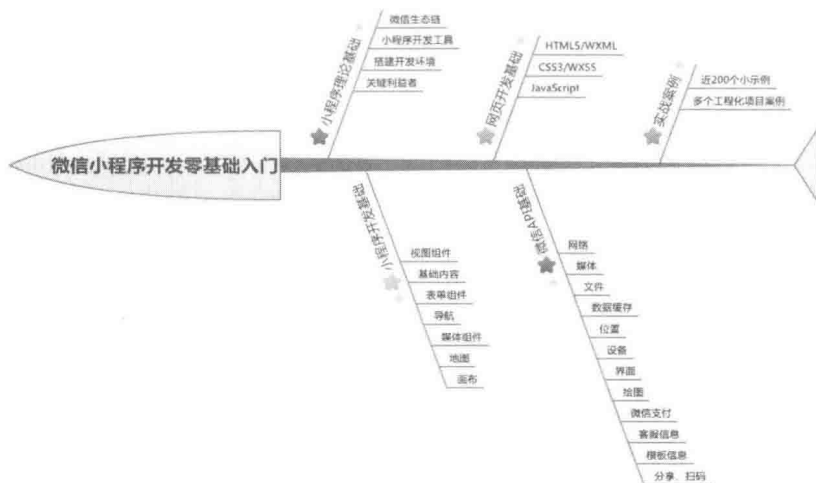 微信小程序开发零基础入门
小程序理论基础
微信生态链
小程序开发工具
搭建开发环境
关键利益者
网页开发基础
HTML5/WXML
CSS3/WXSS
JavaScript
实战案例
近200个小示例
多个工程化项目案例
小程序开发基础
视图组件
基础内容
表单组件
导航
媒体组件
地图
画布
微信API基础
网络
媒体
文件
数据缓存
位置
设备
界面
绘图
微信支付
客服信息
模板信息
分享、扫码